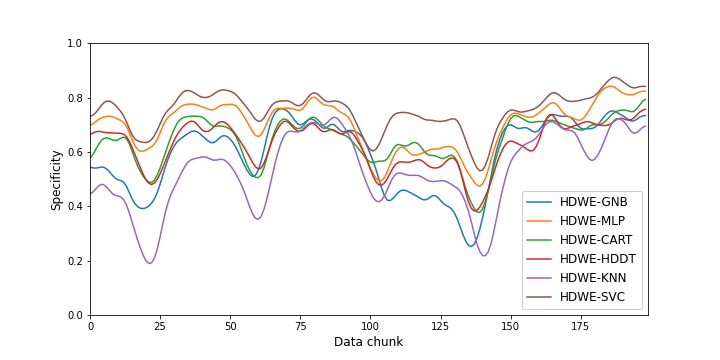 1.0
0.8
0.6
0.4
0.2
0.0
Specificity
0 25 50 75 100 125 150 175
Data chunk
HDWE-GNB
HDWE-MLP
HDWE-CART
HDWE-HDDT
HDWE-KNN
HDWE-SVC